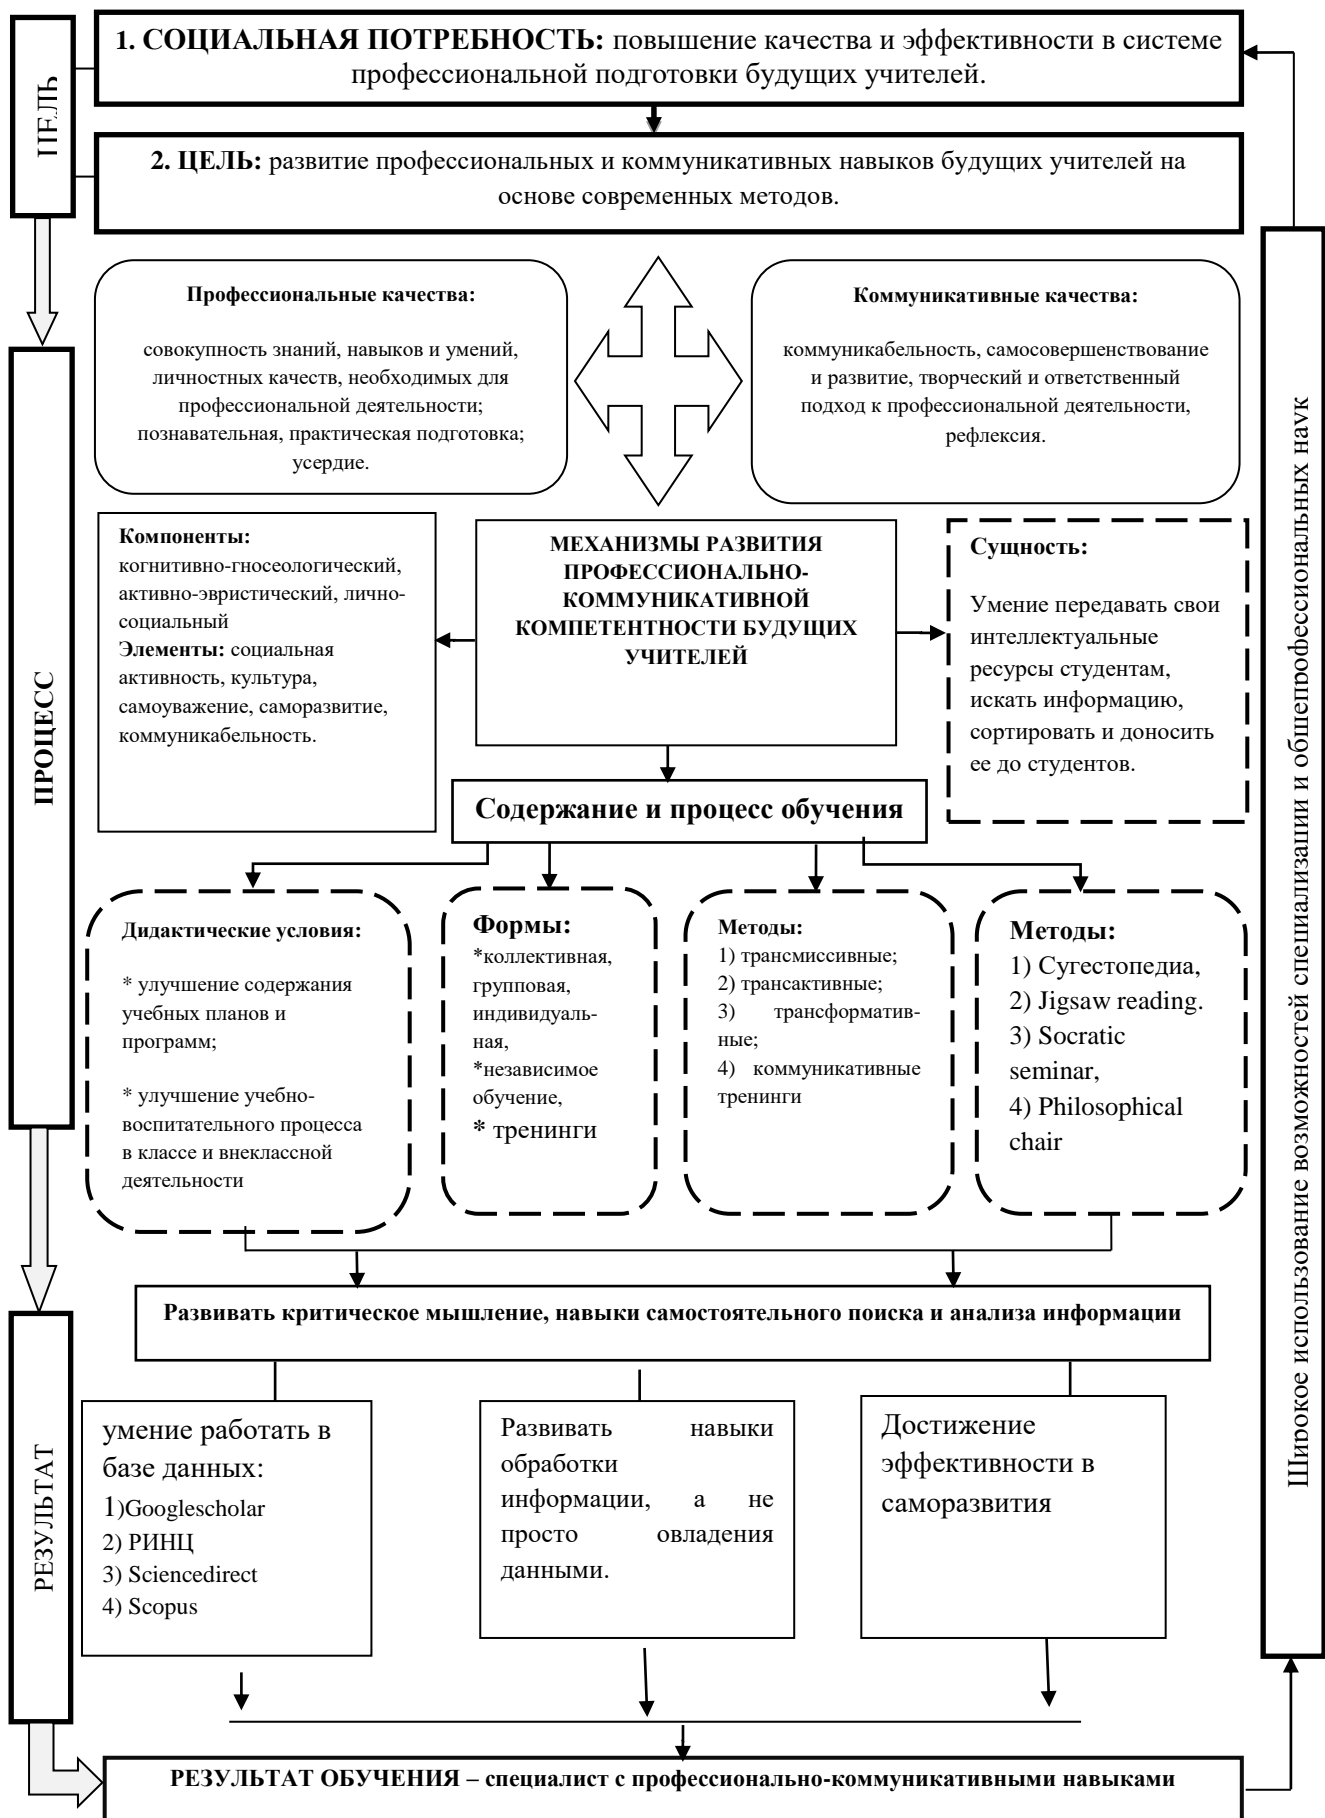 ЦЕЛЬ
1. СОЦИАЛЬНАЯ ПОТРЕБНОСТЬ: повышение качества и эффективности в системе
профессиональной подготовки будущих учителей.
2. ЦЕЛЬ: развитие профессиональных и коммуникативных навыков будущих учителей на
основе современных методов.
Профессиональные качества:
совокупность знаний, навыков и умений,
личностных качеств, необходимых для
профессиональной деятельности;
познавательная, практическая подготовка;
усердие.
Коммуникативные качества:
коммуникабельность, самосовершенствование
и развитие, творческий и ответственный
подход к профессиональной деятельности,
рефлексия.
ПРОЦЕСС
Компоненты:
когнитивно-гносеологический,
активно-эвристический, лично-
социальный
Элементы: социальная
активность, культура,
самоуважение, саморазвитие,
коммуникабельность.
МЕХАНИЗМЫ РАЗВИТИЯ
ПРОФЕССИОНАЛЬНО-
КОММУНИКАТИВНОЙ
КОМПЕТЕНТНОСТИ БУДУЩИХ
УЧИТЕЛЕЙ
Сущность:
Умение передавать свои
интеллектуальные
ресурсы студентам,
искать информацию,
сортировать и доносить
ее до студентов.
Содержание и процесс обучения
Дидактические условия:
* улучшение содержания
учебных планов и
программ;
* улучшение учебно-
воспитательного процесса
в классе и внеклассной
деятельности
Формы:
*коллективная,
групповая,
индивидуаль-
ная,
*независимое
обучение,
* тренинги
Методы:
1) трансмиссивные;
2) трансактивные;
3) трансформатив-
ные;
4) коммуникативные
тренинги
Методы:
1) Сугестопедиа,
2) Jigsaw reading.
3) Socratic
seminar,
4) Philosophical
chair
Развивать критическое мышление, навыки самостоятельного поиска и анализа информации
РЕЗУЛЬТАТ
умение работать в
базе данных:
1)Googlescholar
2) РИНЦ
3) Sciencedirect
4) Scopus
Развивать навыки
обработки
информации, а не
просто овладения
данными.
Достижение
эффективности в
саморазвития
РЕЗУЛЬТАТ ОБУЧЕНИЯ – специалист с профессионально-коммуникативными навыками
Широкое использование возможностей специализации и общепрофессиональных наук